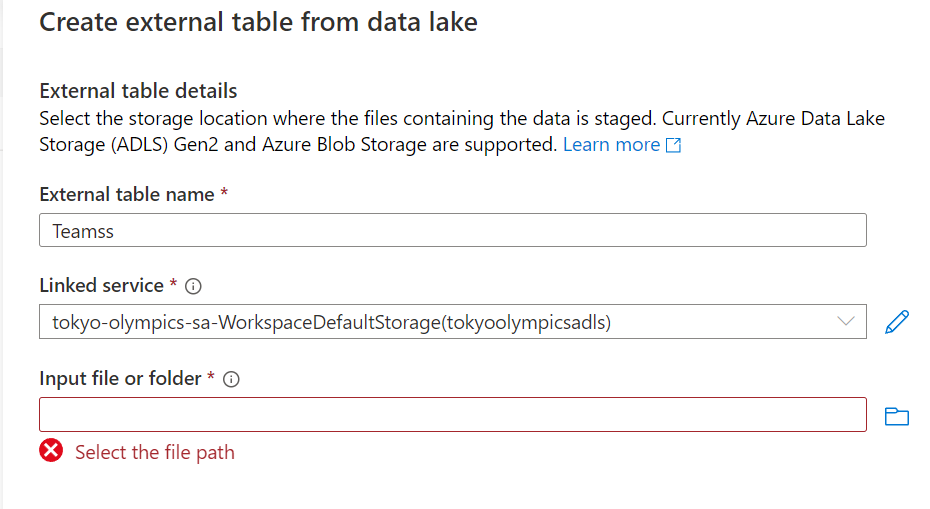 Create external table from data lake
External table details
Select the storage location where the files containing the data is staged. Currently Azure Data Lake
Storage (ADLS) Gen2 and Azure Blob Storage are supported. Learn more
External table name *
Teamss
Linked service *
tokyo-olympics-sa-WorkspaceDefaultStorage(tokyoolympicsadls)
Input file or folder *
Select the file path